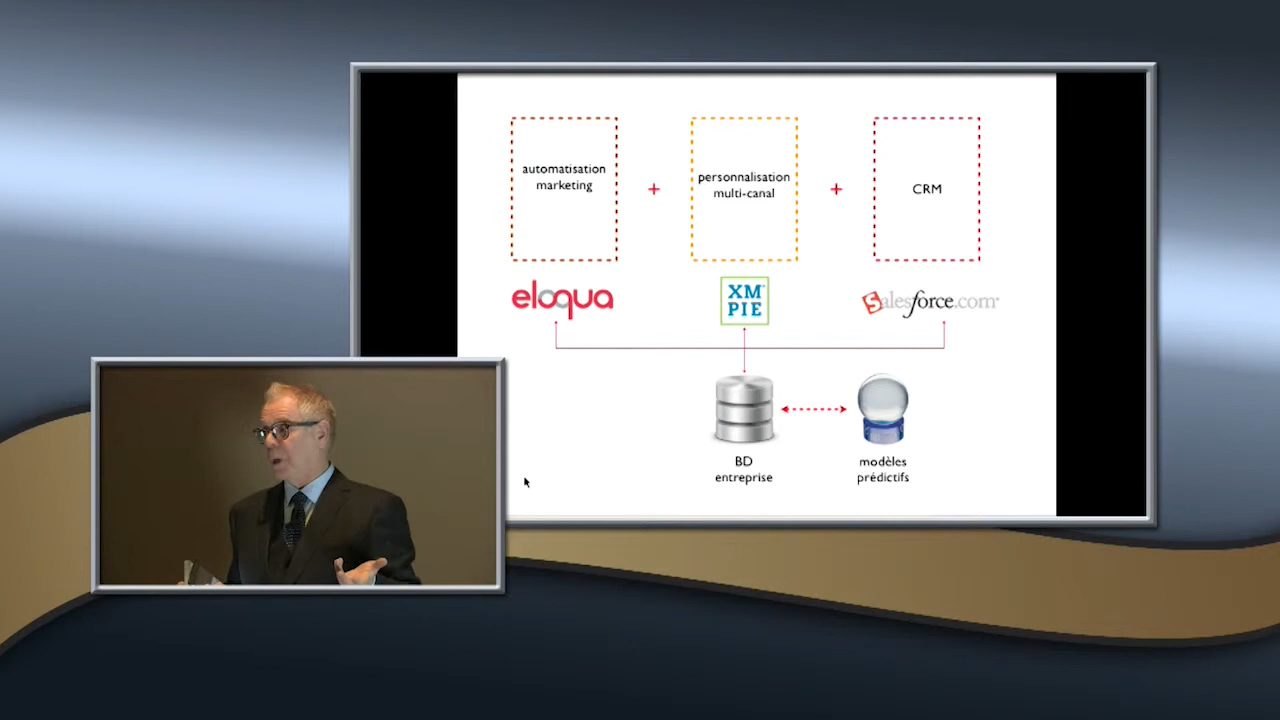 automatisation
marketing
+
personnalisation
multi-canal
+
CRM
eloqua
XM
PIE
salesforce.com
BD
entreprise
modèles
prédictifs